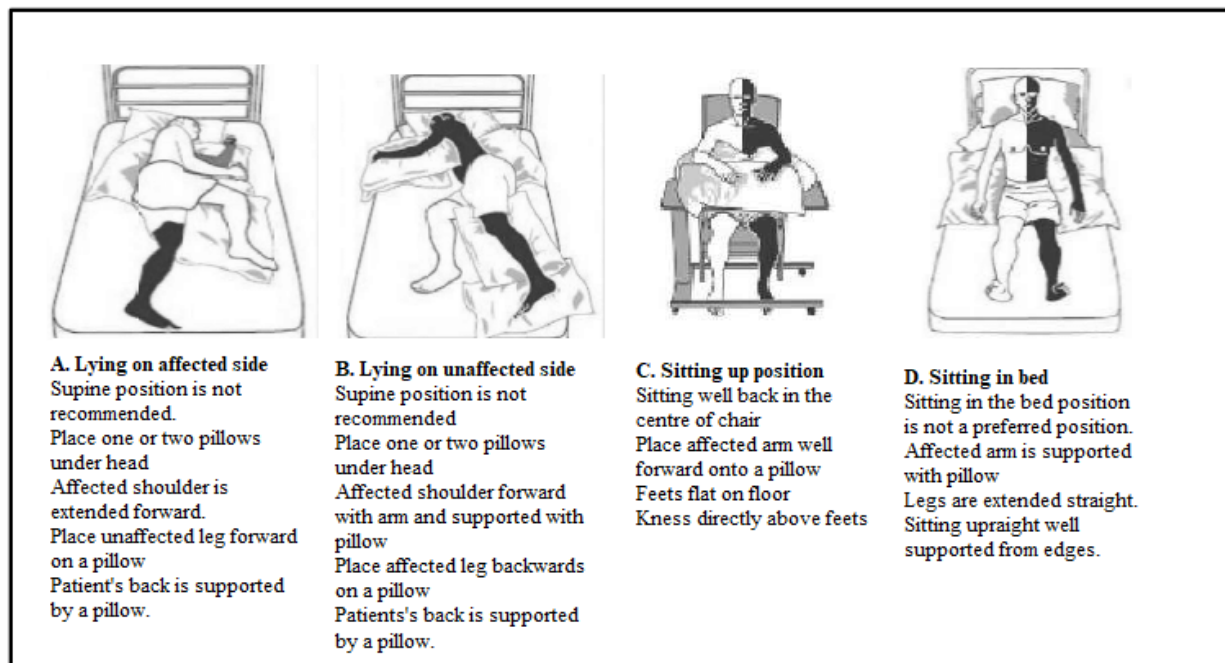 A. Lying on affected side
Supine position is not
recommended.
Place one or two pillows
under head
Affected shoulder is
extended forward.
Place unaffected leg forward
on a pillow
Patient's back is supported
by a pillow.
B. Lying on unaffected side
Supine position is not
recommended
Place one or two pillows
under head
Affected shoulder forward
with arm and supported with
pillow
Place affected leg backwards
on a pillow
Patients's back is supported
by a pillow.
C. Sitting up position
Sitting well back in the
centre of chair
Place affected arm well
forward onto a pillow
Feets flat on floor
Kness directly above feets
D. Sitting in bed
Sitting in the bed position
is not a preferred position.
Affected arm is supported
with pillow
Legs are extended straight.
Sitting upraight well
supported from edges.